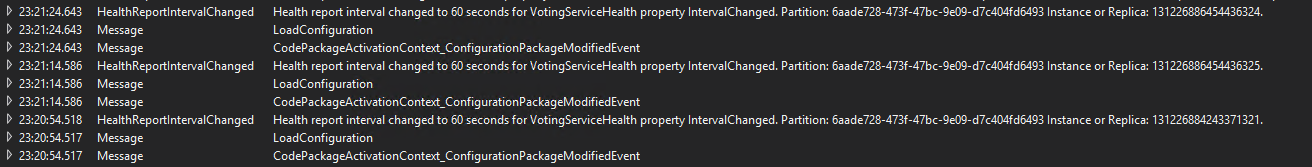 23:21:24.643 HealthReportIntervalChanged Health report interval changed to 60 seconds for VotingServiceHealth property IntervalChanged. Partition: 6aade728-473f-47bc-9e09-d7c404fd6493 Instance or Replica: 131226886454436324.
23:21:24.643 Message LoadConfiguration
23:21:24.643 Message CodePackageActivationContext_ConfigurationPackageModifiedEvent
23:21:14.586 HealthReportIntervalChanged Health report interval changed to 60 seconds for VotingServiceHealth property IntervalChanged. Partition: 6aade728-473f-47bc-9e09-d7c404fd6493 Instance or Replica: 131226886454436325.
23:21:14.586 Message LoadConfiguration
23:21:14.586 Message CodePackageActivationContext_ConfigurationPackageModifiedEvent
23:20:54.518 HealthReportIntervalChanged Health report interval changed to 60 seconds for VotingServiceHealth property IntervalChanged. Partition: 6aade728-473f-47bc-9e09-d7c404fd6493 Instance or Replica: 131226884243371321.
23:20:54.517 Message LoadConfiguration
23:20:54.517 Message CodePackageActivationContext_ConfigurationPackageModifiedEvent